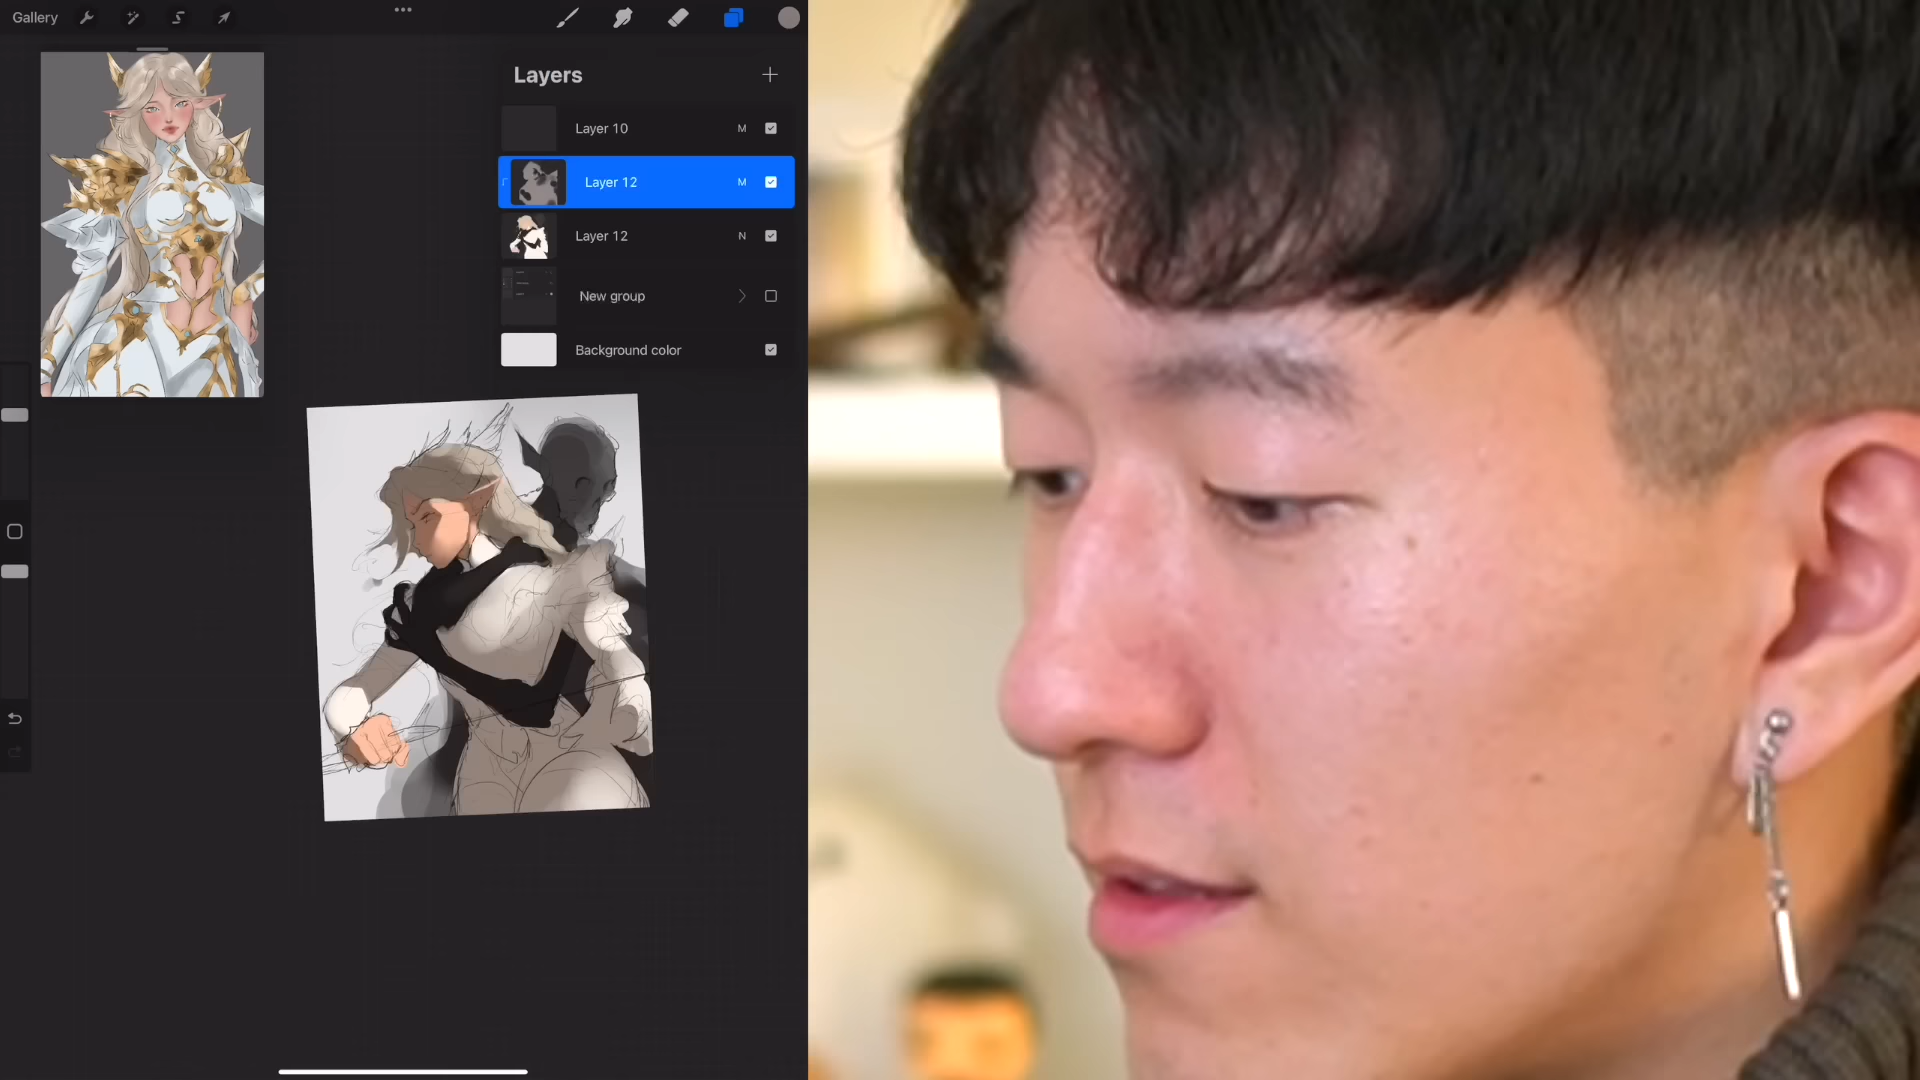 Gallery
Layers
Layer 10 M
Layer 12 M
Layer 12 N
New group
Background color